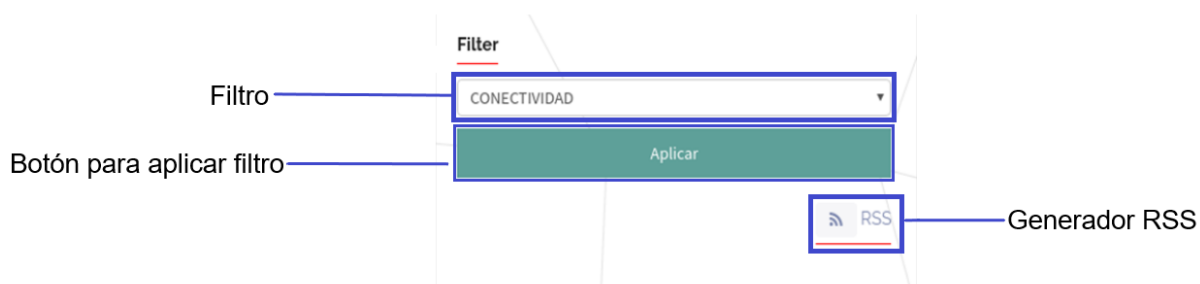 Filter
Filtro
CONECTIVIDAD
Botón para aplicar filtro
Aplicar
RSS
Generador RSS